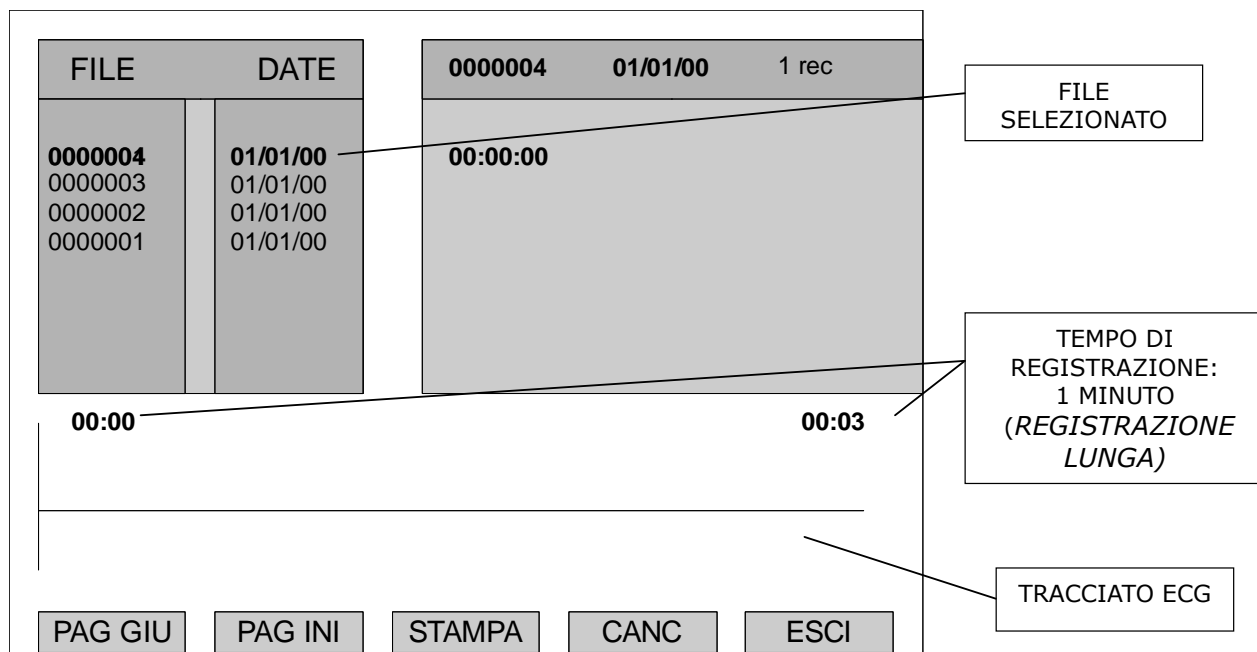 FILE DATE
0000004 01/01/00
0000003 01/01/00
0000002 01/01/00
0000001 01/01/00
0000004 01/01/00 1 rec
00:00:00
FILE
SELEZIONATO
TEMPO DI
REGISTRAZIONE:
1 MINUTO
(REGISTRAZIONE
LUNGA)
00:00 00:03
TRACCIATO ECG
PAG GIU PAG INI STAMPA CANC ESCI